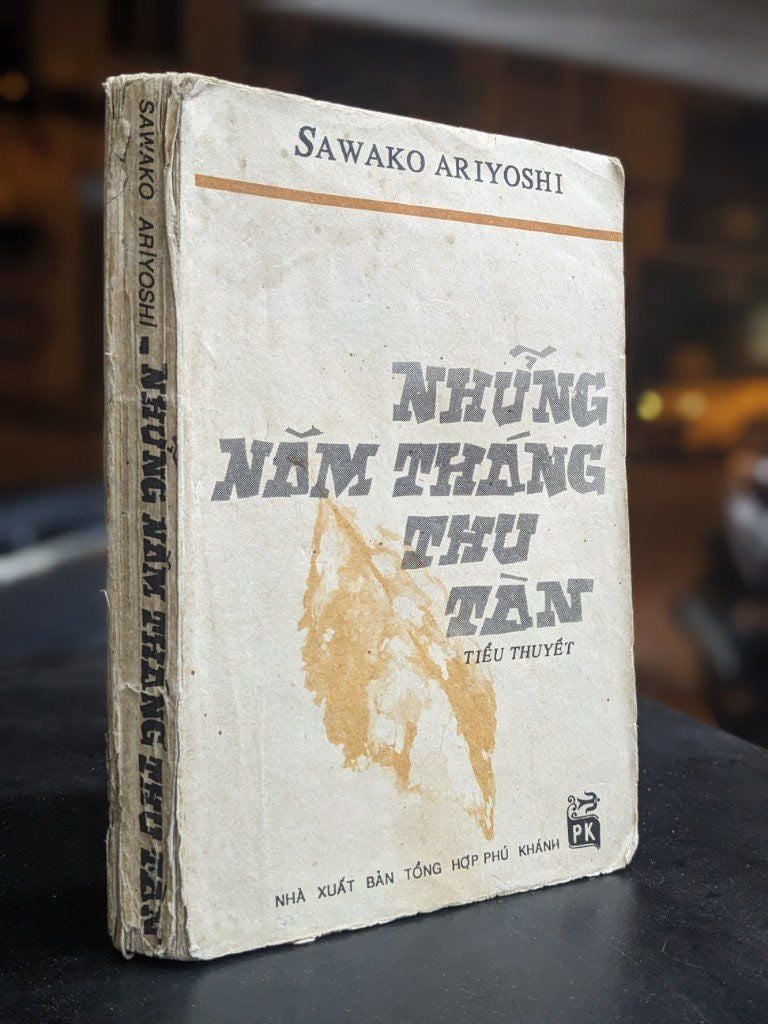 SAWAKO ARIYOSHI
NHỮNG
NĂM THÁNG
THU
TÀN
TIỂU THUYẾT
NHÀ XUẤT BẢN TỔNG HỢP PHÚ KHÁNH
PK
SAWAKO ARIYOSHI – NHỮNG NĂM THÁNG THU TÀN